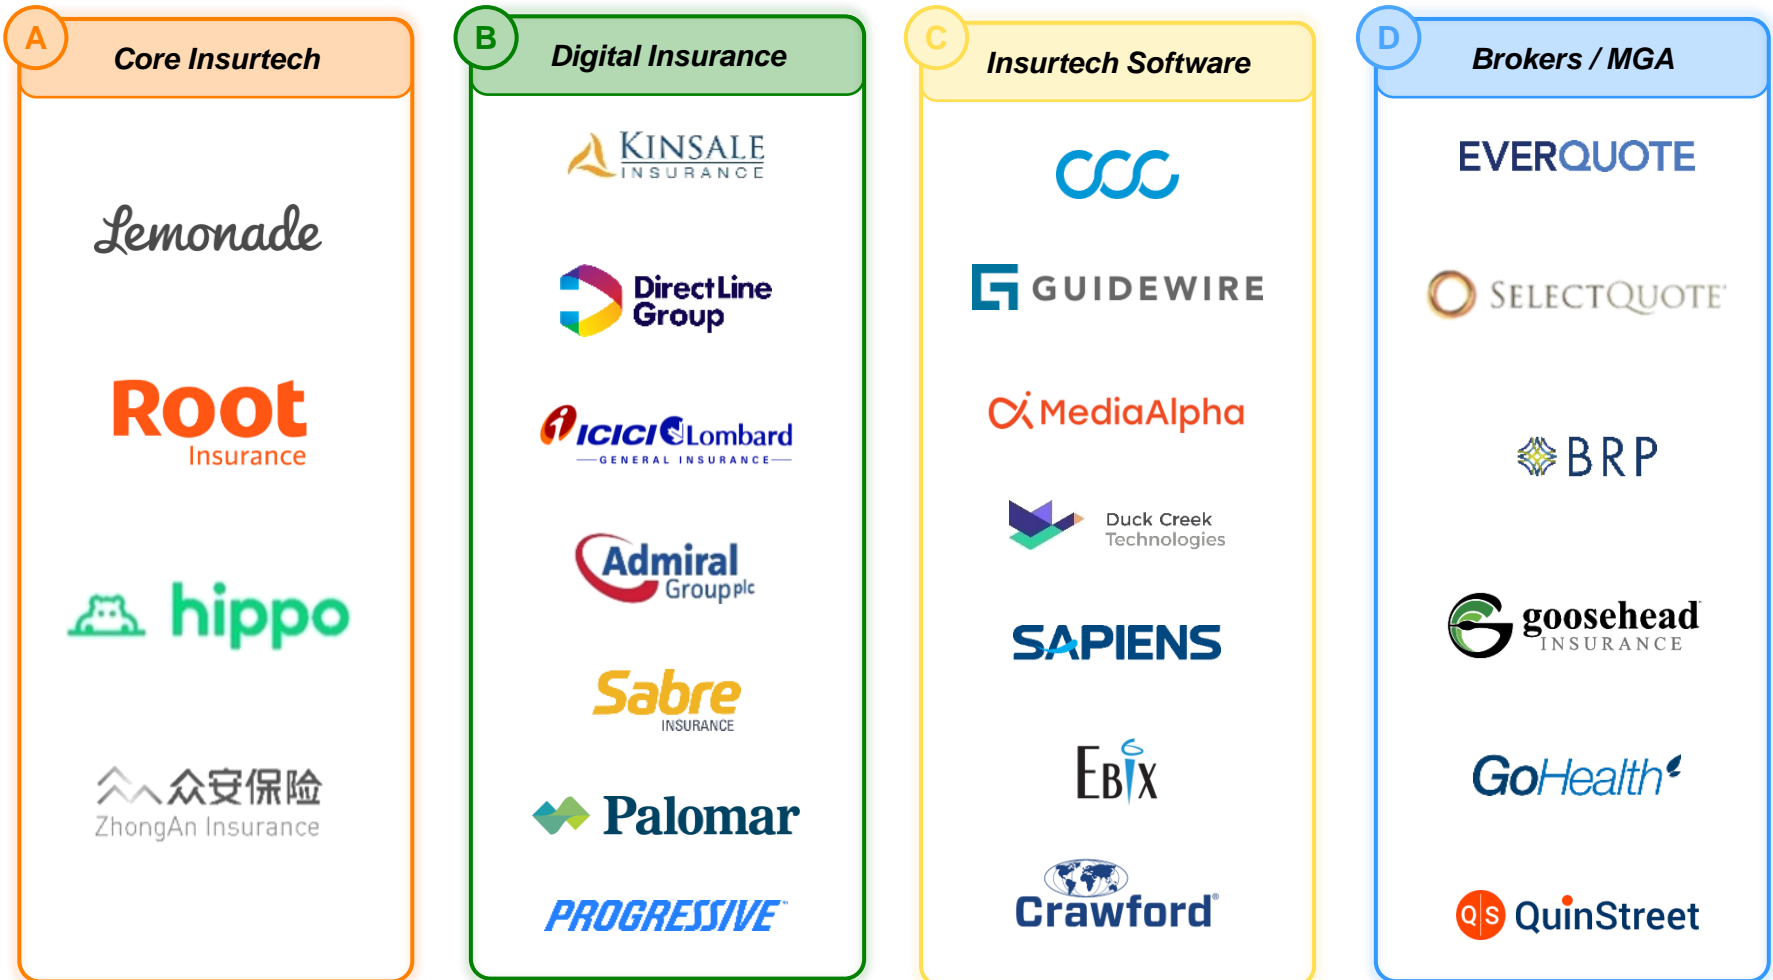 A
Core Insurtech
Lemonade
Root
Insurance
hippo
众安保险
ZhongAn Insurance
B
Digital Insurance
KINSALE
INSURANCE
DirectLine
Group
ICICI Lombard
GENERAL INSURANCE
Admiral
Group plc
Sabre
INSURANCE
Palomar
PROGRESSIVE
C
Insurtech Software
CCC
GUIDEWIRE
MediaAlpha
Duck Creek
Technologies
SAPIENS
EBIX
Crawford®
D
Brokers / MGA
EVERQUOTE
SELECTQUOTE
BRP
goosehead
INSURANCE
GoHealth
QS QuinStreet